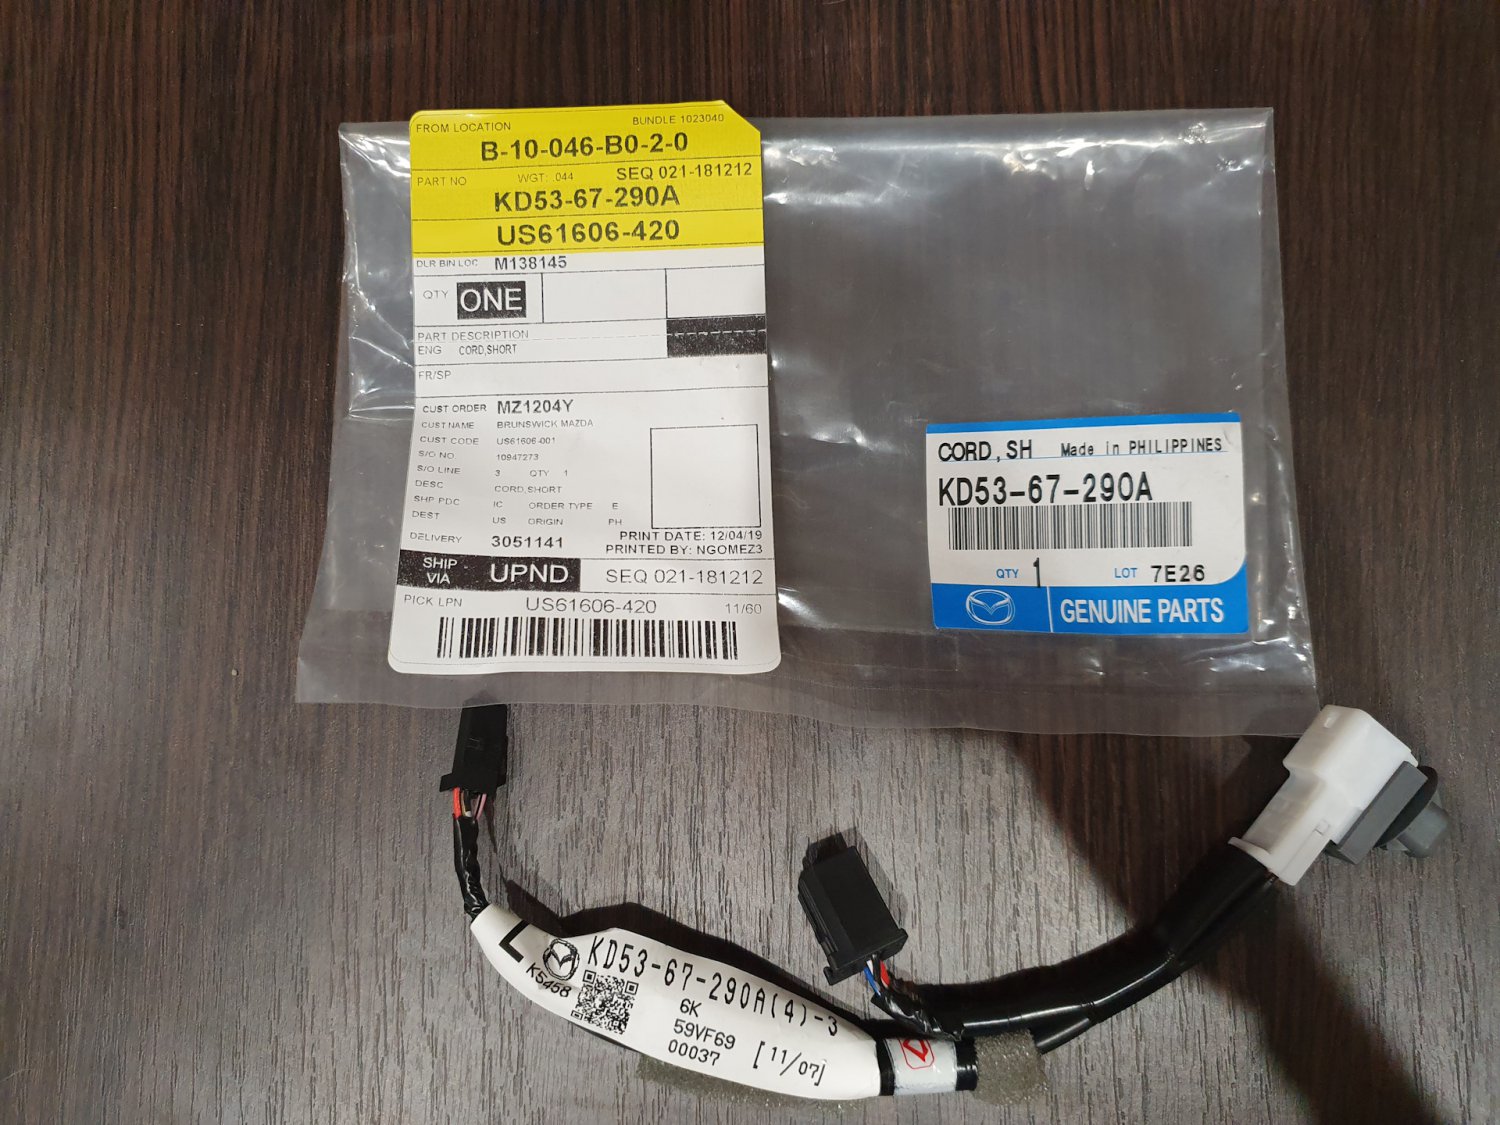 FROM LOCATION
BUNDLE 1023040
B-10-046-B0-2-0
PART NO
WGT: .044
SEQ 021-181212
KD53-67-290A
US61606-420
DLR BIN LOC M138145
QTY ONE
PART DESCRIPTION
ENG CORD,SHORT
FR/SP
CUST ORDER MZ1204Y
CUST NAME BRUNSWICK MAZDA
CUST CODE US61606-001
S/O NO 10947273
S/O LINE 3 QTY 1
DESC CORD,SHORT
SHP PDC IC ORDER TYPE E
DEST US ORIGIN PH
DELIVERY 3051141
PRINT DATE: 12/04/19
PRINTED BY: NGOMEZ3
SHIP VIA UPND SEQ 021-181212
PICK LPN US61606-420 11/60
CORD,SH Made in PHILIPPINES
KD53-67-290A
QTY 1 LOT 7E26
GENUINE PARTS
L KD53-67-290A(4)-3
K5458
6K
59VF69
00037 [11/07]